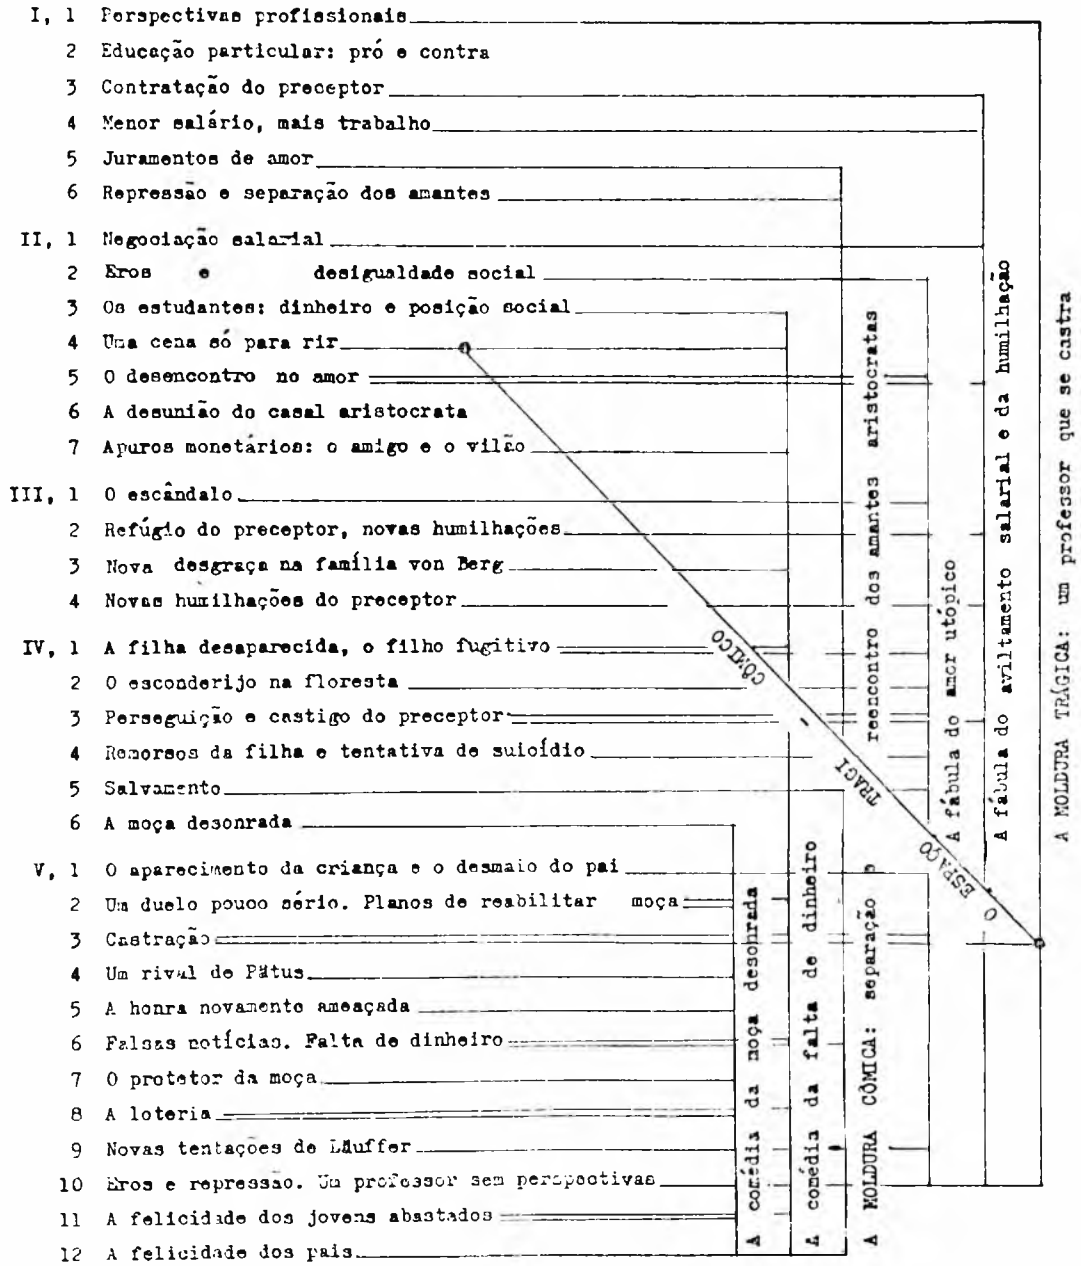 I, 1 Perspectivas profissionais
2 Educação particular: pró e contra
3 Contratação do preceptor
4 Menor salário, mais trabalho
5 Juramentos de amor
6 Repressão e separação dos amantes
II, 1 Negociação salarial
2 Eros e desigualdade social
3 Os estudantes: dinheiro e posição social
4 Uma cena só para rir
5 O desencontro no amor
6 A desunião do casal aristocrata
7 Apuros monetários: o amigo e o vilão
III, 1 O escândalo
2 Refúgio do preceptor, novas humilhações
3 Nova desgraça na família von Berg
4 Novas humilhações do preceptor
IV, 1 A filha desaparecida, o filho fugitivo
2 O esconderijo na floresta
3 Perseguição e castigo do preceptor
4 Remorsos da filha e tentativa de suicídio
5 Salvamento
6 A moça desonrada
V, 1 O aparecimento da criança e o desmaio do pai
2 Um duelo pouco sério. Planos de reabilitar moça
3 Castração
4 Um rival de Pätus
5 A honra novamente ameaçada
6 Falsas notícias. Falta de dinheiro
7 O protetor da moça
8 A loteria
9 Novas tentações de Läuffer
10 Eros e repressão. Um professor sem perspectivas
11 A felicidade dos jovens abastados
12 A felicidade dos pais
O ESPAÇO TRAGI - CÔMICO
A comédia da moça desonrada
A comédia da falta de dinheiro
A MOLDURA CÔMICA: separação e reencontro dos amantes aristocratas
A fábula do amor utópico
A fábula do aviltamento salarial e da humilhação
A MOLDURA TRÁGICA: um professor que se castra